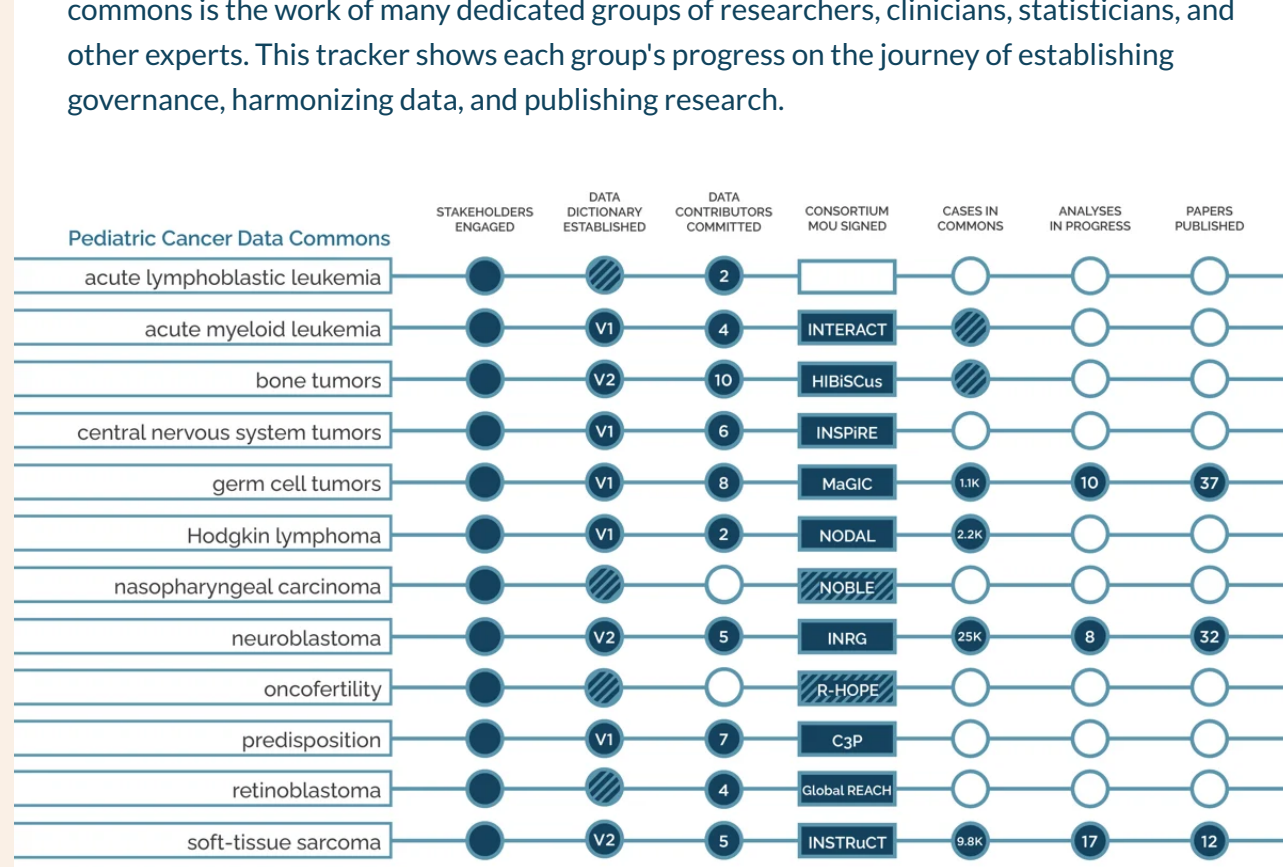 commons is the work of many dedicated groups of researchers, clinicians, statisticians, and
other experts. This tracker shows each group's progress on the journey of establishing
governance, harmonizing data, and publishing research.
Pediatric Cancer Data Commons
STAKEHOLDERS
ENGAGED
DATA
DICTIONARY
ESTABLISHED
DATA
CONTRIBUTORS
COMMITTED
CONSORTIUM
MOU SIGNED
CASES IN
COMMONS
ANALYSES
IN PROGRESS
PAPERS
PUBLISHED
acute lymphoblastic leukemia 2
acute myeloid leukemia V1 4 INTERACT
bone tumors V2 10 HIBiSCus
central nervous system tumors V1 6 INSPiRE
germ cell tumors V1 8 MaGIC 1.1K 10 37
Hodgkin lymphoma V1 2 NODAL 2.2K
nasopharyngeal carcinoma NOBLE
neuroblastoma V2 5 INRG 25K 8 32
oncofertility R-HOPE
predisposition V1 7 C3P
retinoblastoma 4 Global REACH
soft-tissue sarcoma V2 5 INSTRuCT 9.8K 17 12